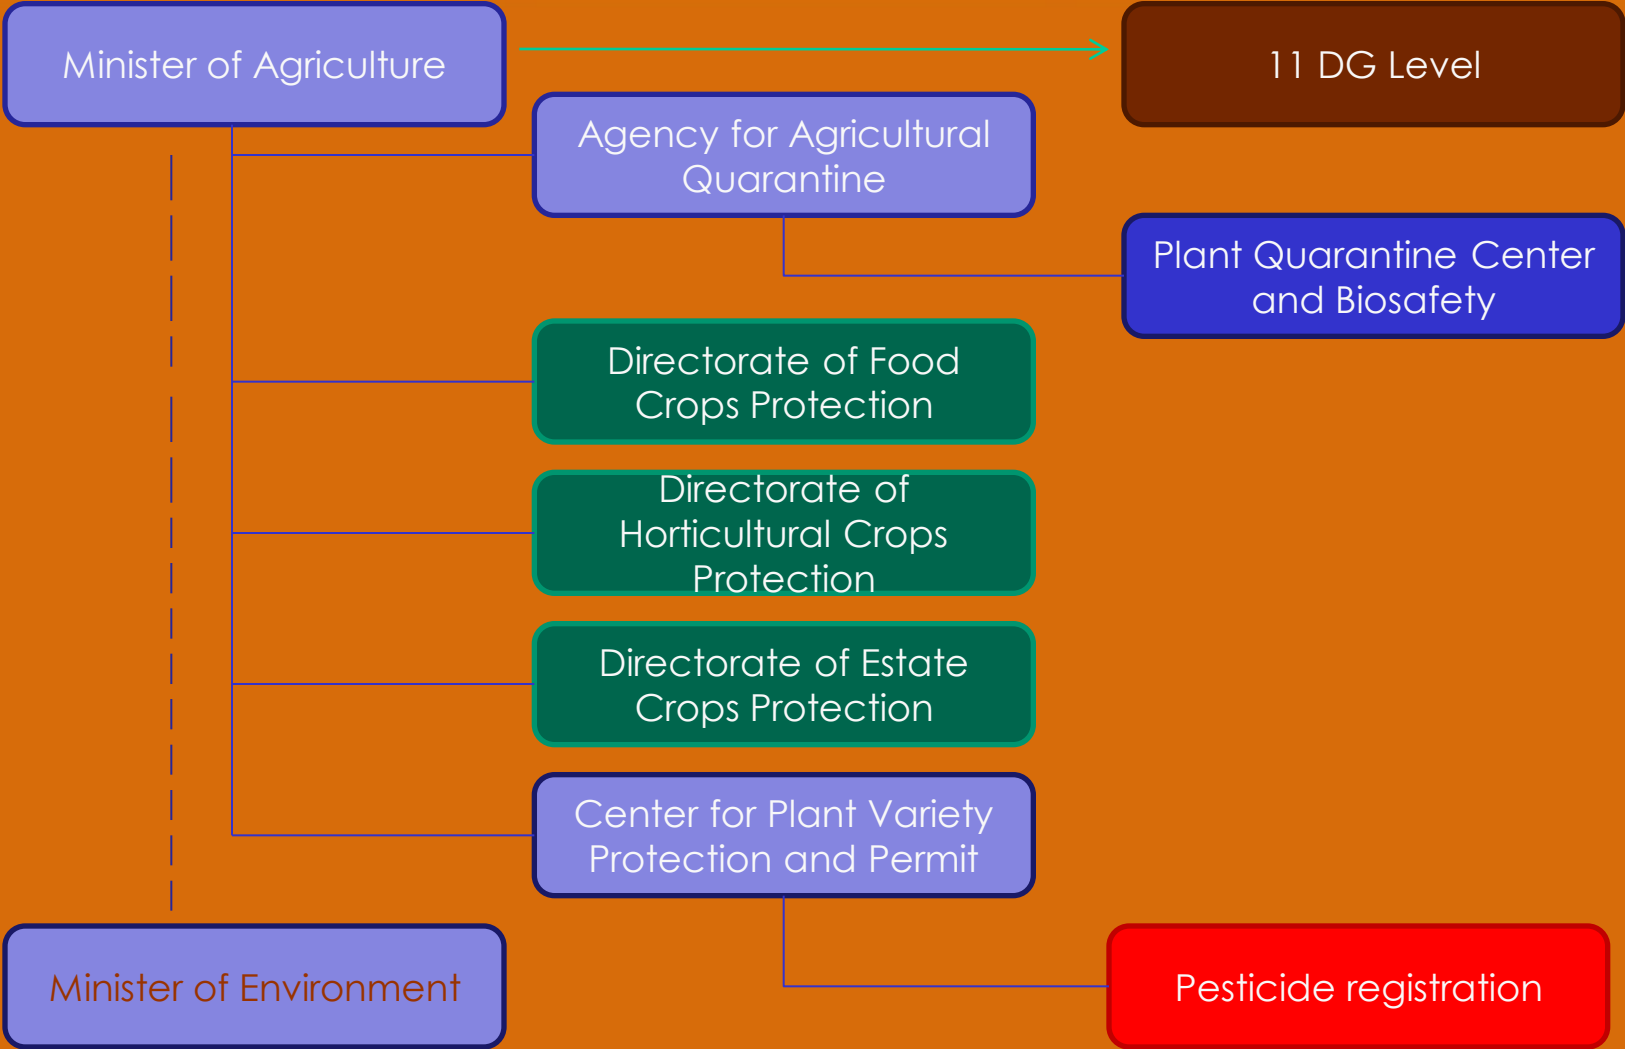 Minister of Agriculture
11 DG Level
Agency for Agricultural
Quarantine
Plant Quarantine Center
and Biosafety
Directorate of Food
Crops Protection
Directorate of
Horticultural Crops
Protection
Directorate of Estate
Crops Protection
Center for Plant Variety
Protection and Permit
Minister of Environment
Pesticide registration